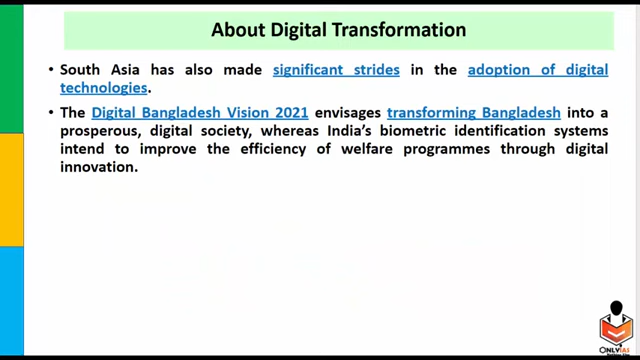 About Digital Transformation
• South Asia has also made significant strides in the adoption of digital
technologies.
• The Digital Bangladesh Vision 2021 envisages transforming Bangladesh into a
prosperous, digital society, whereas India's biometric identification systems
intend to improve the efficiency of welfare programmes through digital
innovation.
ONLYIAS